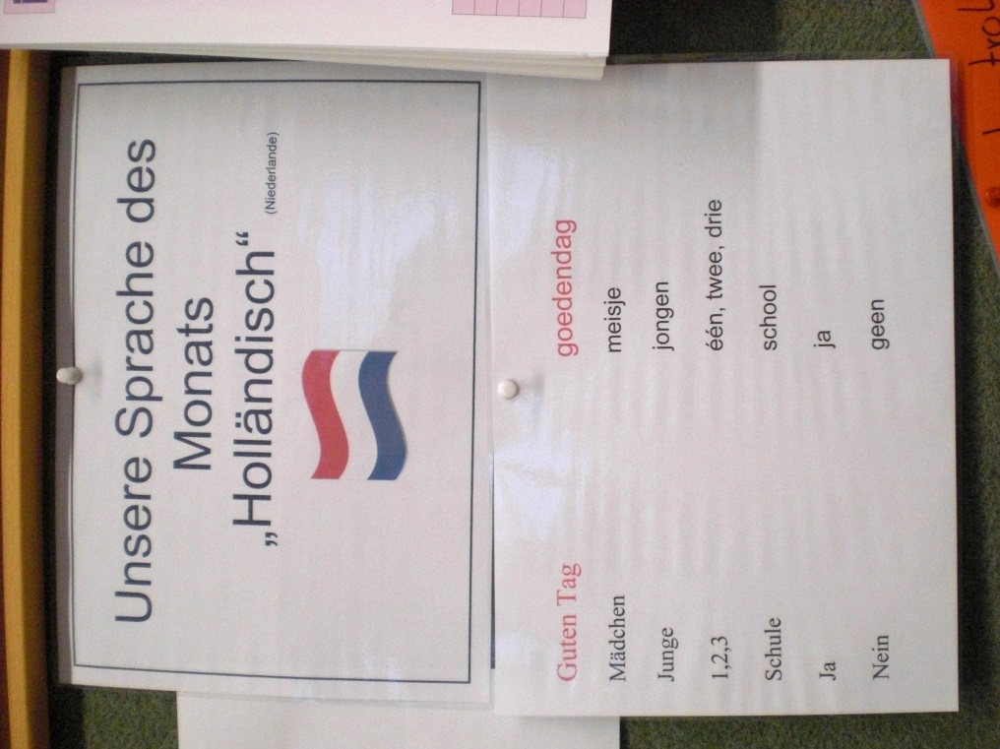 Unsere Sprache des
Monats
„Holländisch“ (Niederlande)
Guten Tag goedendag
Mädchen meisje
Junge jongen
1,2,3 één, twee, drie
Schule school
Ja ja
Nein geen